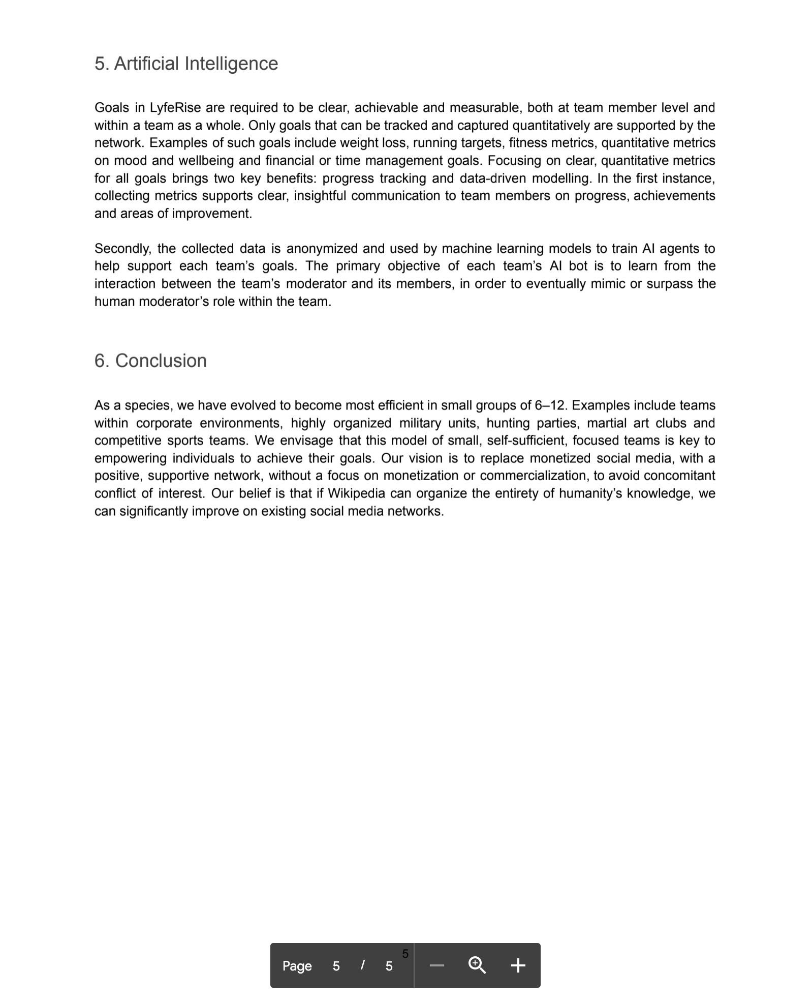 5. Artificial Intelligence
Goals in LyfeRise are required to be clear, achievable and measurable, both at team member level and
within a team as a whole. Only goals that can be tracked and captured quantitatively are supported by the
network. Examples of such goals include weight loss, running targets, fitness metrics, quantitative metrics
on mood and wellbeing and financial or time management goals. Focusing on clear, quantitative metrics
for all goals brings two key benefits: progress tracking and data-driven modelling. In the first instance,
collecting metrics supports clear, insightful communication to team members on progress, achievements
and areas of improvement.
Secondly, the collected data is anonymized and used by machine learning models to train AI agents to
help support each team’s goals. The primary objective of each team’s AI bot is to learn from the
interaction between the team’s moderator and its members, in order to eventually mimic or surpass the
human moderator’s role within the team.
6. Conclusion
As a species, we have evolved to become most efficient in small groups of 6–12. Examples include teams
within corporate environments, highly organized military units, hunting parties, martial art clubs and
competitive sports teams. We envisage that this model of small, self-sufficient, focused teams is key to
empowering individuals to achieve their goals. Our vision is to replace monetized social media, with a
positive, supportive network, without a focus on monetization or commercialization, to avoid concomitant
conflict of interest. Our belief is that if Wikipedia can organize the entirety of humanity’s knowledge, we
can significantly improve on existing social media networks.
5
Page 5 / 5